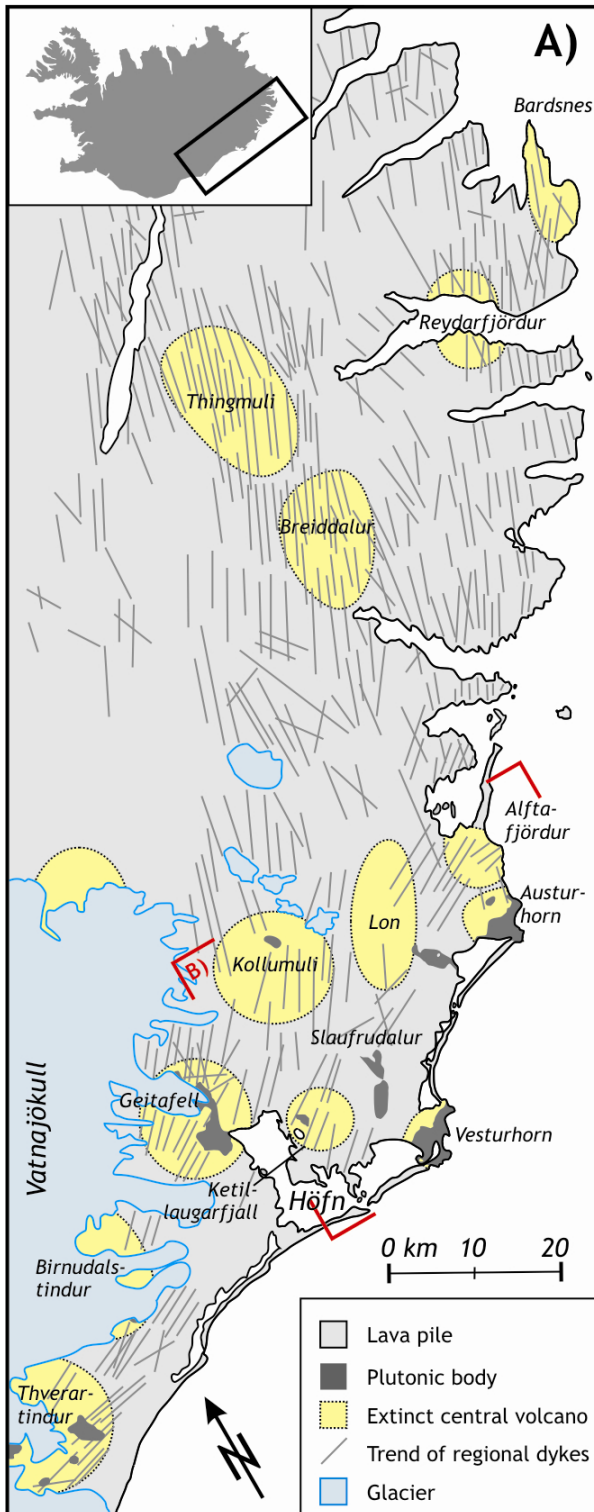 A)
Bardsnes
Reydarfjördur
Thingmuli
Breiddalur
Alfta-
fjördur
Austur-
horn
Lon
Kollumuli
B)
Slaufrudalur
Geitafell
Vatnajökull
Vesturhorn
Ketil-
laugarfjall
Höfn
Birnudals-
tindur
0 km 10 20
Thverar-
tindur
N
Lava pile
Plutonic body
Extinct central volcano
Trend of regional dykes
Glacier